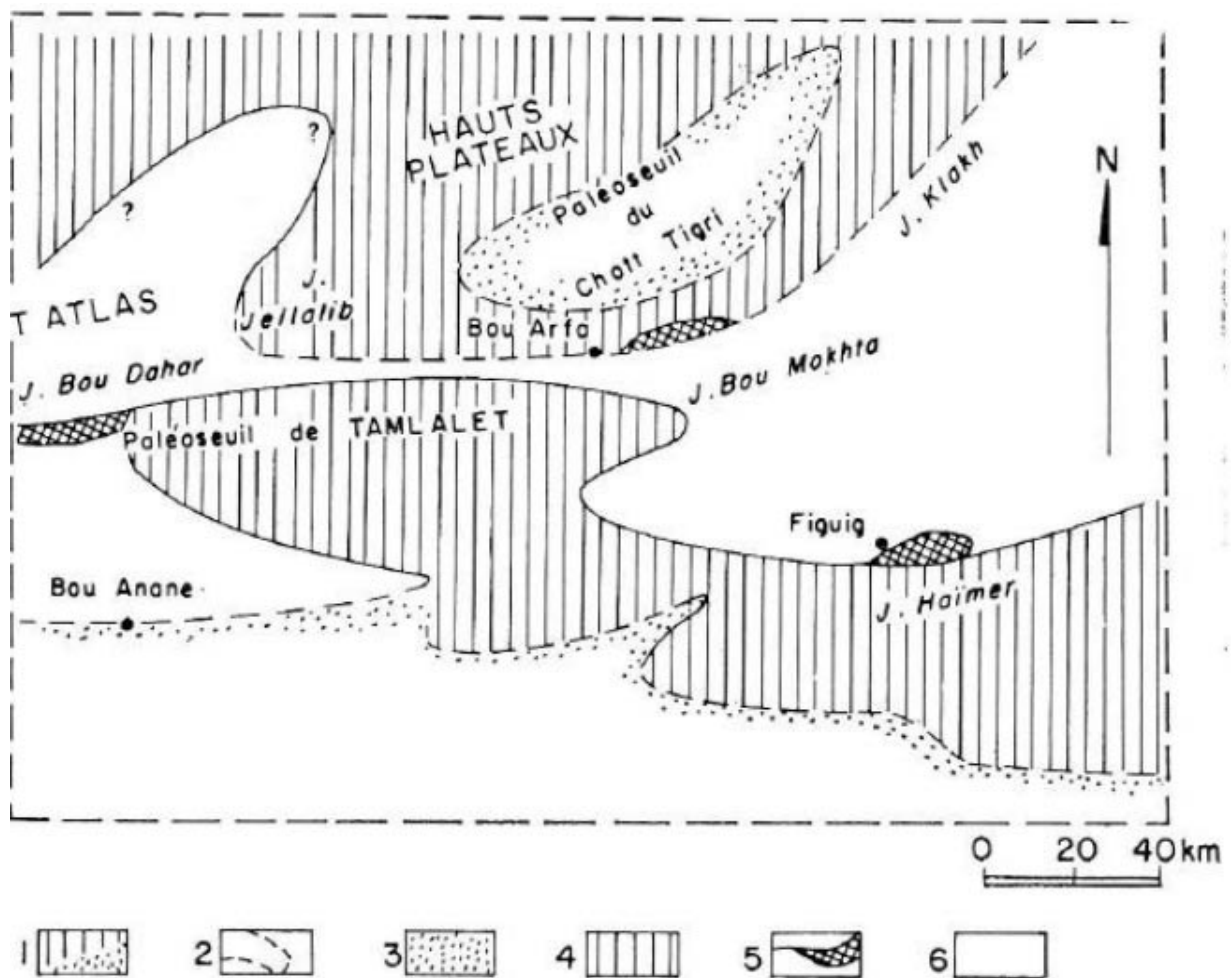 HAUTS
PLATEAUX
?
?
Paléoseuil
du
Chott Tigri
J. Klakh
N
T ATLAS
J.
Jellatib
Bou Arfa
J. Bou Dahar
J. Bou Mokhta
Paléoseuil de TAMLALET
Figuig
Bou Anane
J. Haïmer
0 20 40 km
1 2 3 4 5 6